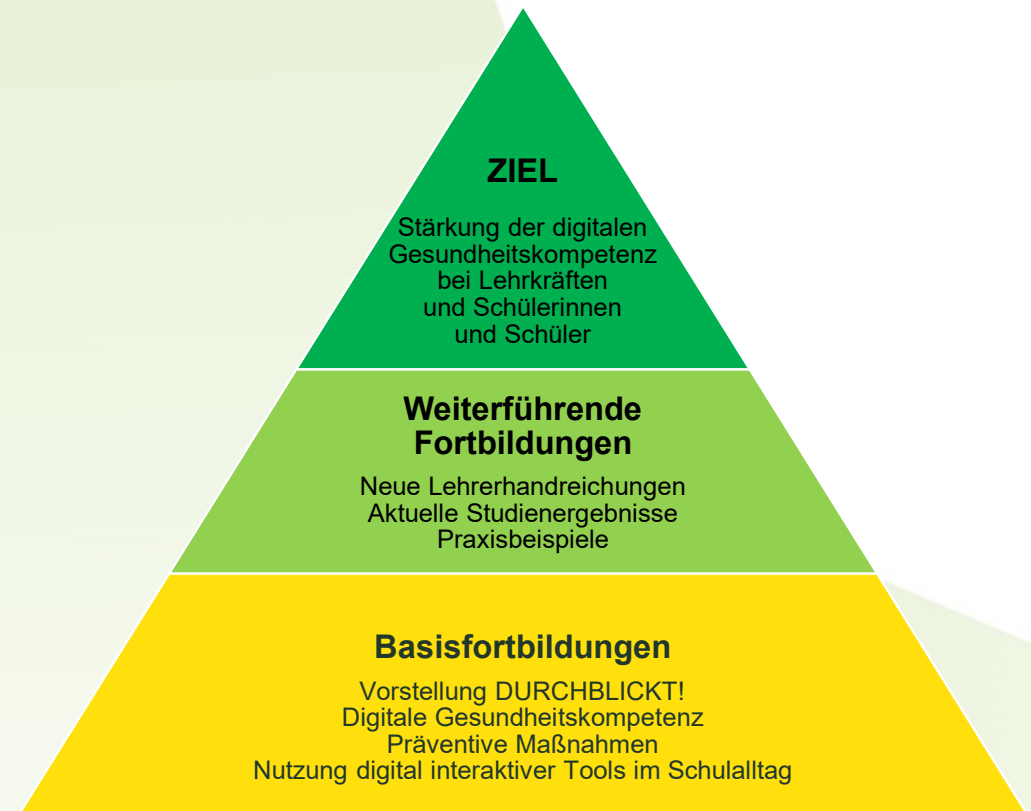 ZIEL
Stärkung der digitalen
Gesundheitskompetenz
bei Lehrkräften
und Schülerinnen
und Schüler
Weiterführende
Fortbildungen
Neue Lehrerhandreichungen
Aktuelle Studienergebnisse
Praxisbeispiele
Basisfortbildungen
Vorstellung DURCHBLICKT!
Digitale Gesundheitskompetenz
Präventive Maßnahmen
Nutzung digital interaktiver Tools im Schulalltag